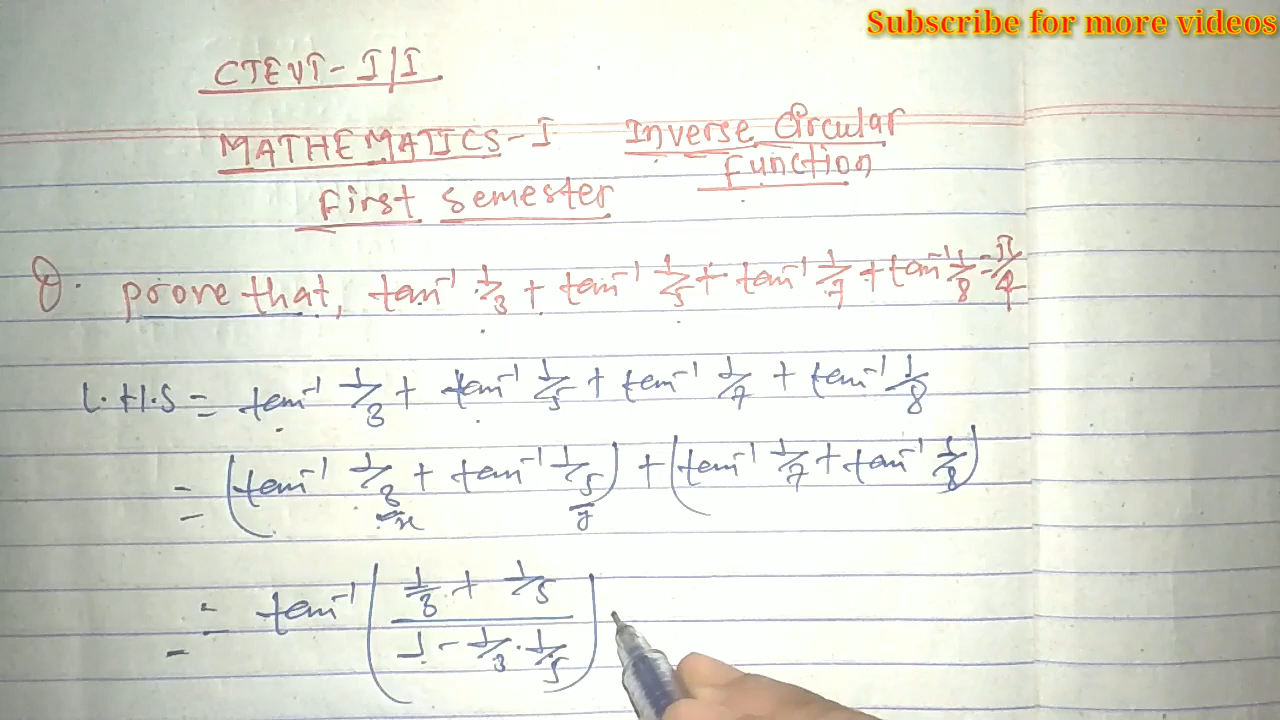 Subscribe for more videos
CTEVT - I/I
MATHEMATICS - I Inverse Circular Function
First Semester
Q. prove that, tan⁻¹ 1/3 + tan⁻¹ 1/5 + tan⁻¹ 1/7 + tan⁻¹ 1/8 = π/4
L.H.S = tan⁻¹ 1/3 + tan⁻¹ 1/5 + tan⁻¹ 1/7 + tan⁻¹ 1/8
= (tan⁻¹ 1/3 + tan⁻¹ 1/5) + (tan⁻¹ 1/7 + tan⁻¹ 1/8)
x y
= tan⁻¹ ( (1/3 + 1/5) / (1 - 1/3 · 1/5) )